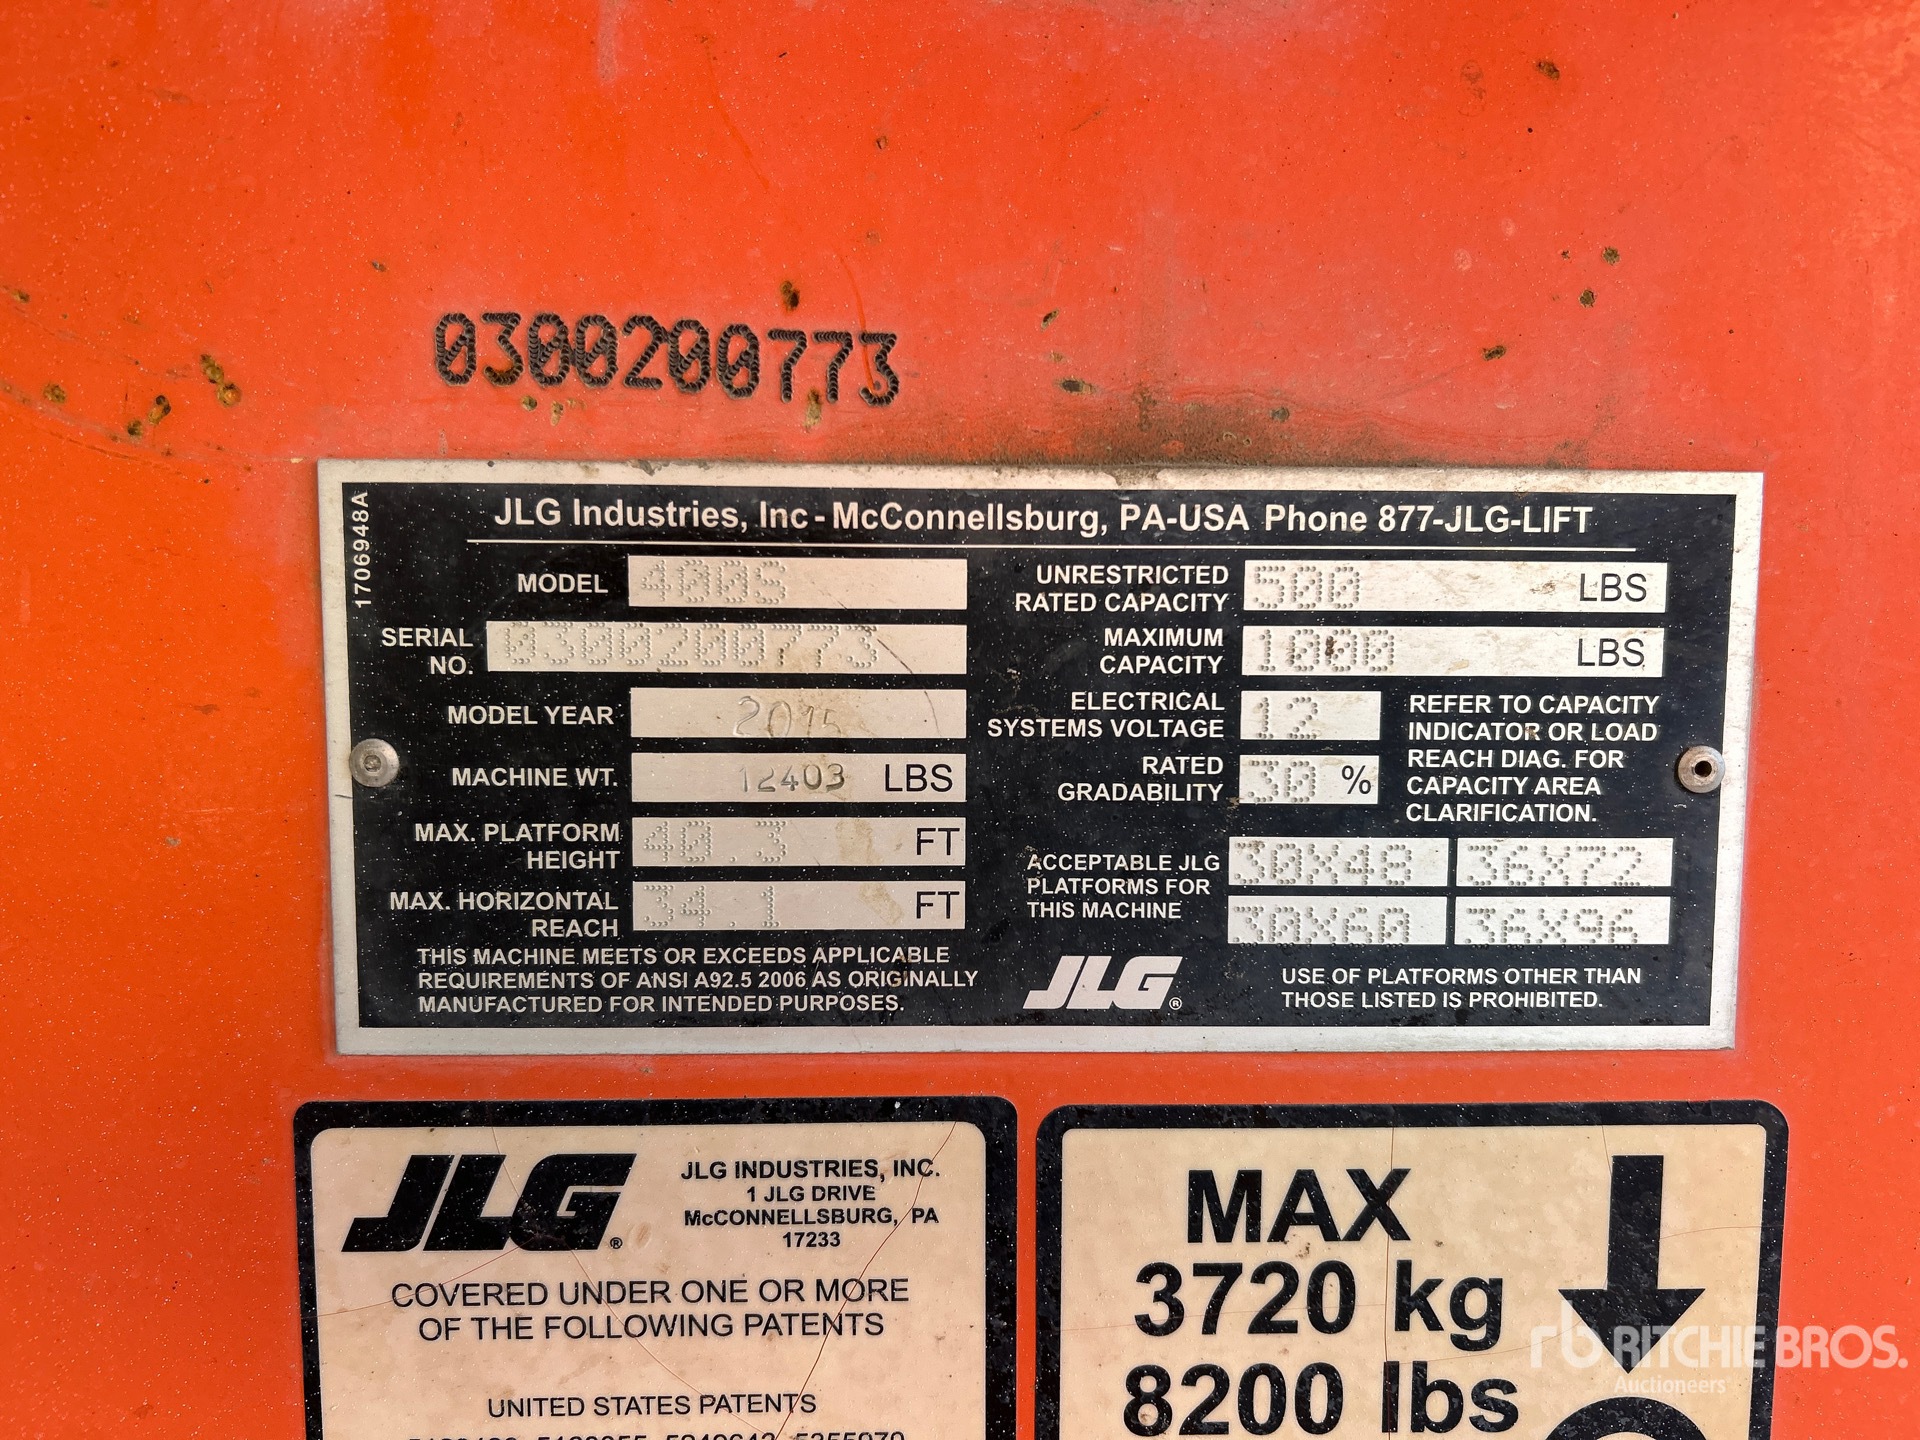 0300200773
1706948A
JLG Industries, Inc - McConnellsburg, PA-USA Phone 877-JLG-LIFT
MODEL 400S
SERIAL NO. 0300200773
MODEL YEAR 2015
MACHINE WT. 12403 LBS
MAX. PLATFORM HEIGHT 40.3 FT
MAX. HORIZONTAL REACH 34.1 FT
THIS MACHINE MEETS OR EXCEEDS APPLICABLE
REQUIREMENTS OF ANSI A92.5 2006 AS ORIGINALLY
MANUFACTURED FOR INTENDED PURPOSES.
UNRESTRICTED RATED CAPACITY 500 LBS
MAXIMUM CAPACITY 1000 LBS
ELECTRICAL SYSTEMS VOLTAGE 12
RATED GRADABILITY 30 %
REFER TO CAPACITY
INDICATOR OR LOAD
REACH DIAG. FOR
CAPACITY AREA
CLARIFICATION.
ACCEPTABLE JLG
PLATFORMS FOR
THIS MACHINE
30X48 36X72
30X60 36X96
JLG®
USE OF PLATFORMS OTHER THAN
THOSE LISTED IS PROHIBITED.
JLG®
JLG INDUSTRIES, INC.
1 JLG DRIVE
McCONNELLSBURG, PA
17233
COVERED UNDER ONE OR MORE
OF THE FOLLOWING PATENTS
UNITED STATES PATENTS
MAX
3720 kg
8200 lbs
rb RITCHIE BROS.
Auctioneers